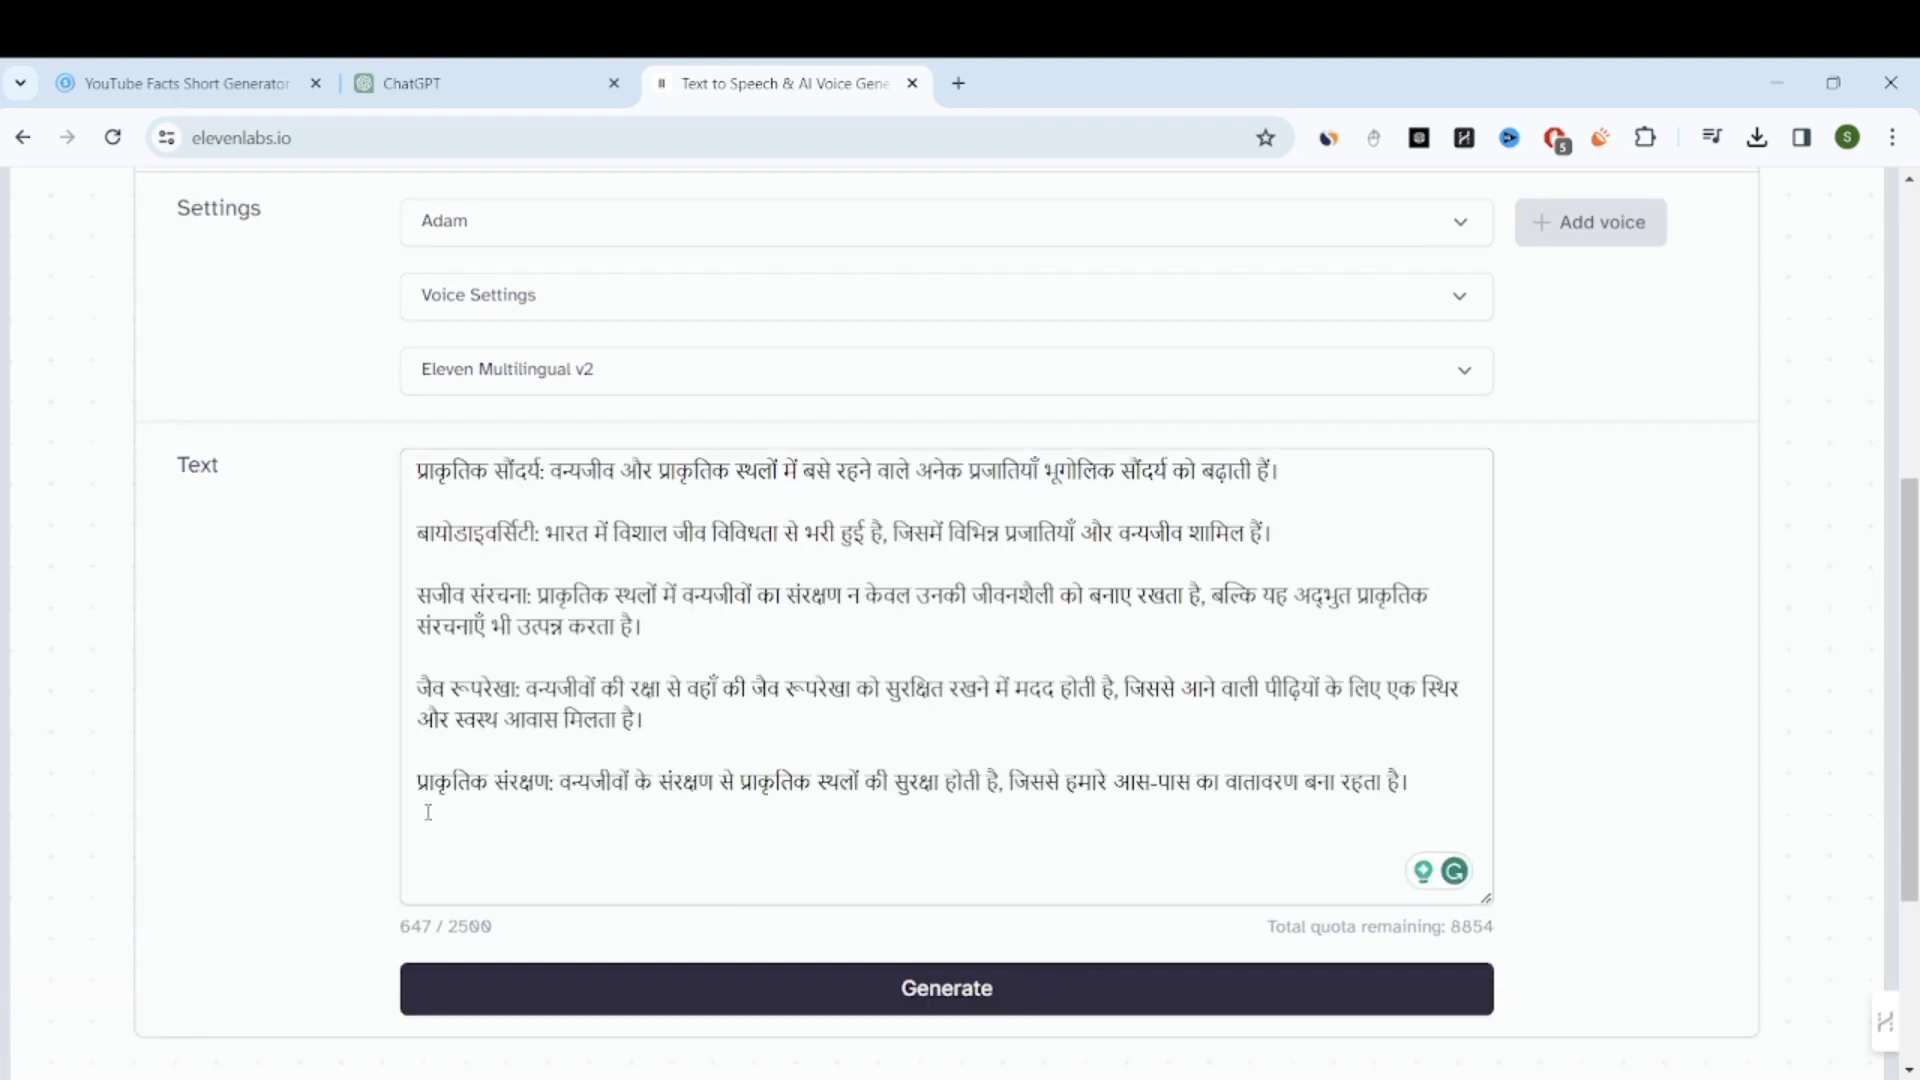 YouTube Facts Short Generator
ChatGPT
Text to Speech & AI Voice Gene
elevenlabs.io
5
S
Settings
Adam
Add voice
Voice Settings
Eleven Multilingual v2
Text
प्राकृतिक सौंदर्य: वन्यजीव और प्राकृतिक स्थलों में बसे रहने वाले अनेक प्रजातियाँ भूगोलिक सौंदर्य को बढ़ाती हैं।
बायोडाइवर्सिटी: भारत में विशाल जीव विविधता से भरी हुई है, जिसमें विभिन्न प्रजातियाँ और वन्यजीव शामिल हैं।
सजीव संरचना: प्राकृतिक स्थलों में वन्यजीवों का संरक्षण न केवल उनकी जीवनशैली को बनाए रखता है, बल्कि यह अद्भुत प्राकृतिक
संरचनाएँ भी उत्पन्न करता है।
जैव रूपरेखा: वन्यजीवों की रक्षा से वहाँ की जैव रूपरेखा को सुरक्षित रखने में मदद होती है, जिससे आने वाली पीढ़ियों के लिए एक स्थिर
और स्वस्थ आवास मिलता है।
प्राकृतिक संरक्षण: वन्यजीवों के संरक्षण से प्राकृतिक स्थलों की सुरक्षा होती है, जिससे हमारे आस-पास का वातावरण बना रहता है।
647 / 2500
Total quota remaining: 8854
Generate